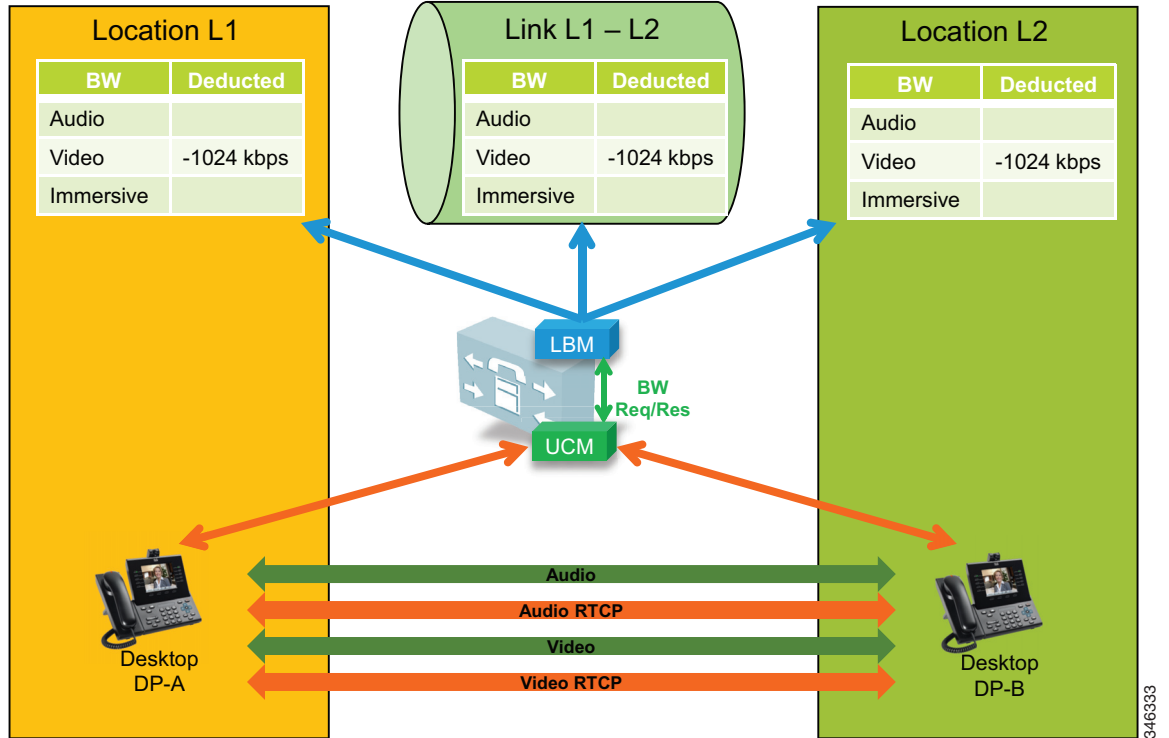 Location L1
BW Deducted
Audio
Video -1024 kbps
Immersive
Link L1 – L2
BW Deducted
Audio
Video -1024 kbps
Immersive
Location L2
BW Deducted
Audio
Video -1024 kbps
Immersive
LBM
BW
Req/Res
UCM
Audio
Audio RTCP
Video
Video RTCP
Desktop
DP-A
Desktop
DP-B
346333